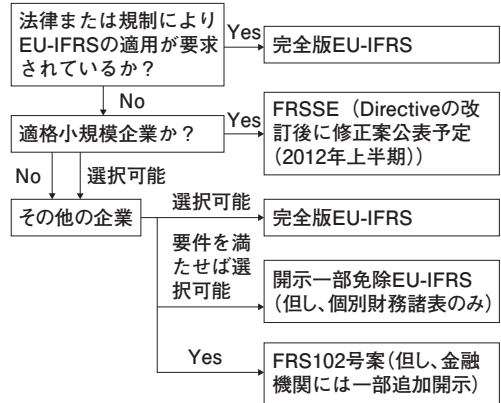 法律または規制により
EU-IFRSの適用が要求
されているか？
Yes
完全版EU-IFRS
No
適格小規模企業か？
Yes
FRSSE（Directiveの改
訂後に修正案公表予定
（2012年上半期））
No
選択可能
その他の企業
選択可能
完全版EU-IFRS
要件を満
たせば選
択可能
開示一部免除EU-IFRS
（但し、個別財務諸表のみ）
Yes
FRS102号案（但し、金融
機関には一部追加開示）